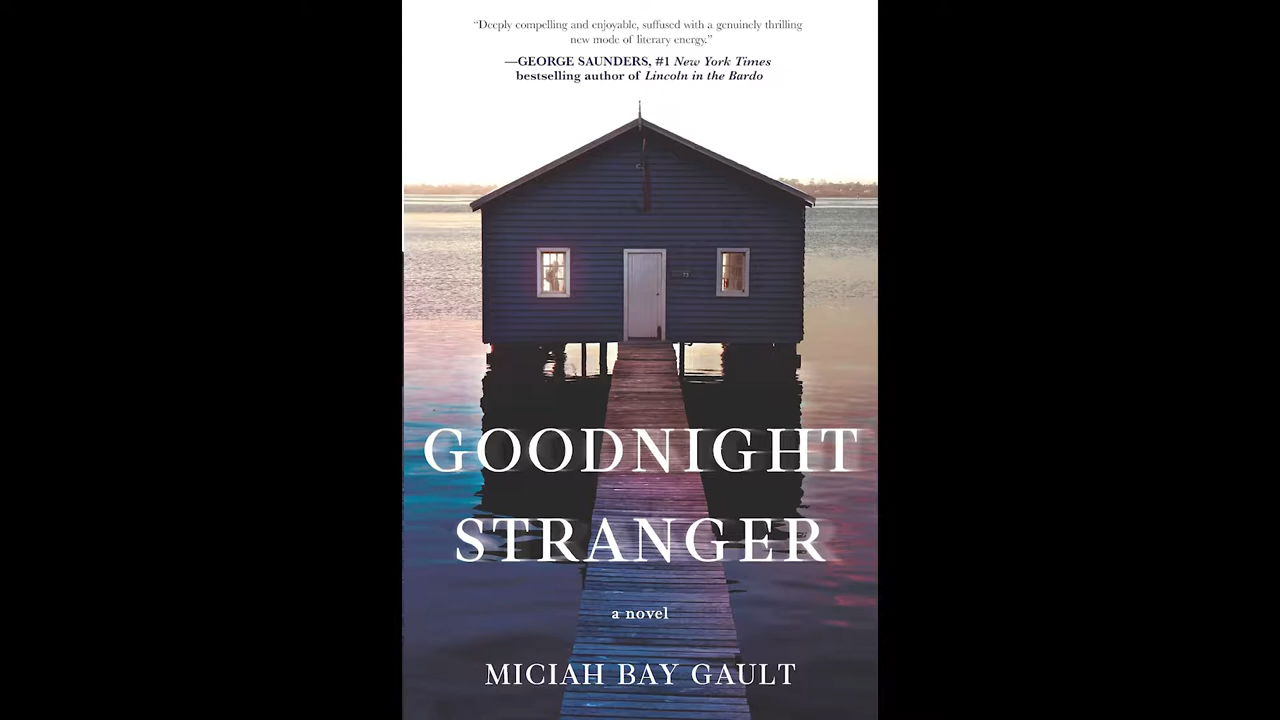 “Deeply compelling and enjoyable, suffused with a genuinely thrilling
new mode of literary energy.”
—GEORGE SAUNDERS, #1 New York Times
bestselling author of Lincoln in the Bardo
GOODNIGHT
STRANGER
a novel
MICIAH BAY GAULT